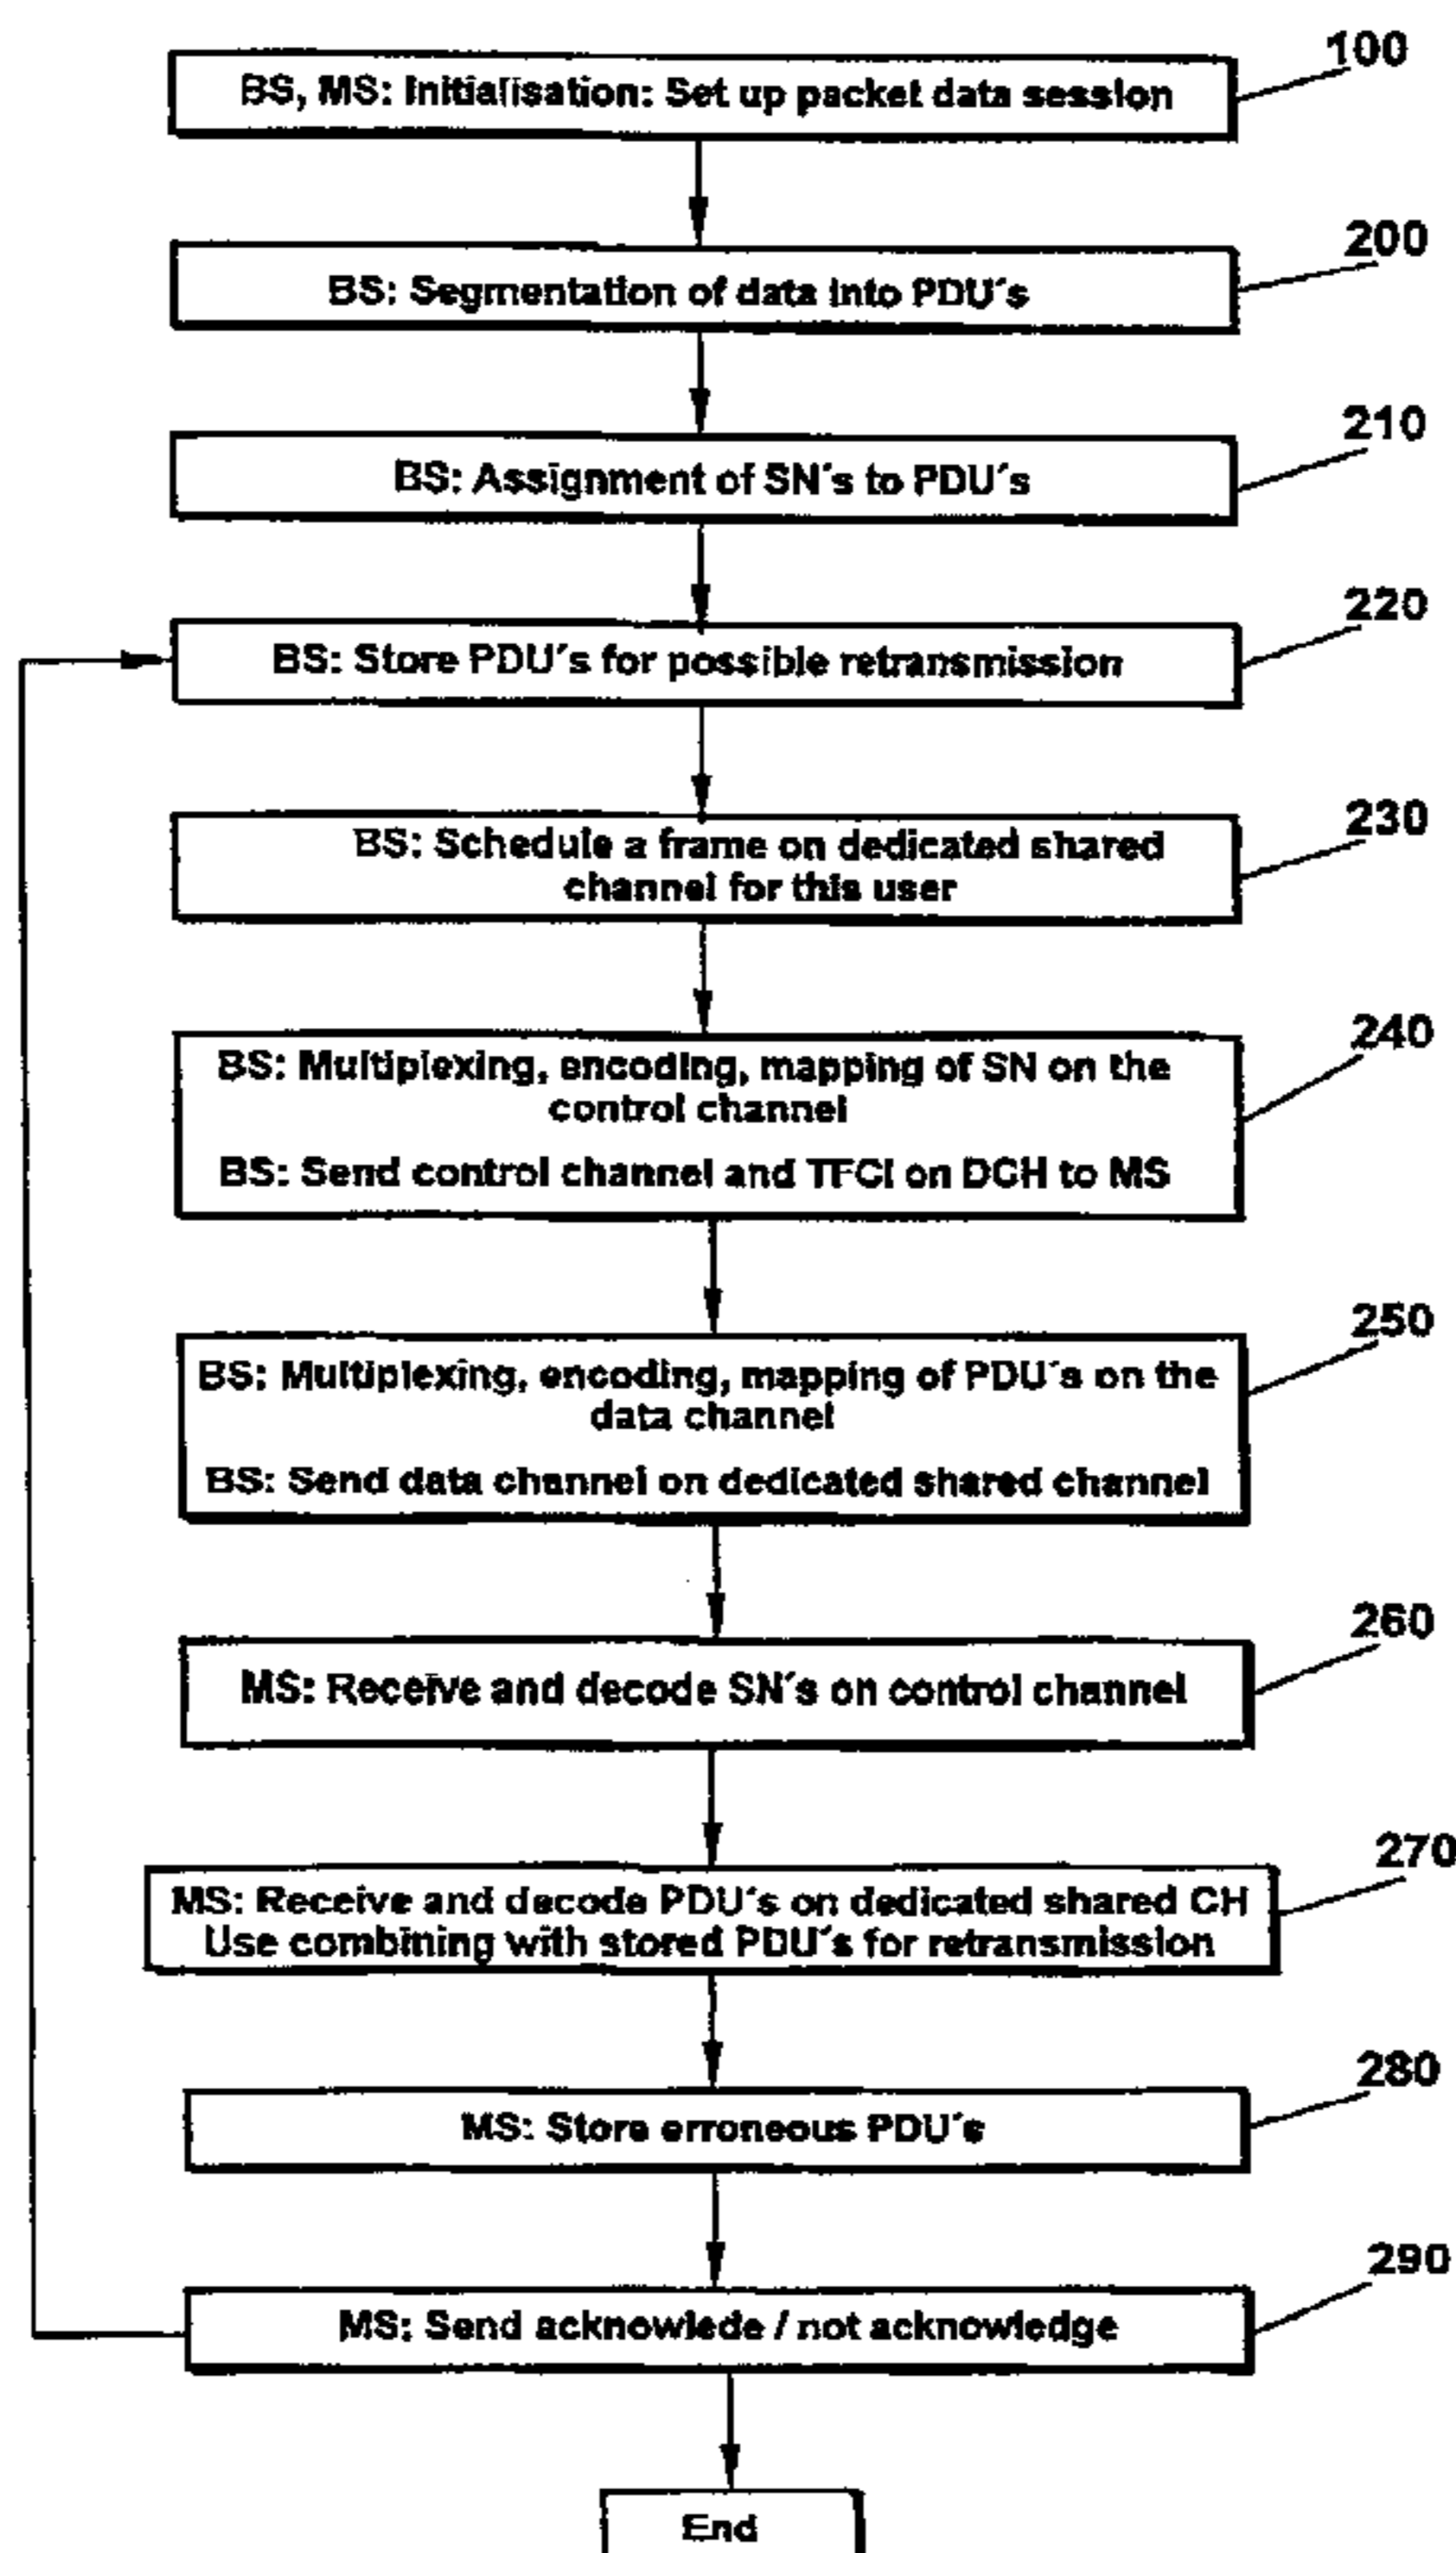 100
BS, MS: Initialisation: Set up packet data session
200
BS: Segmentation of data into PDU´s
210
BS: Assignment of SN´s to PDU´s
220
BS: Store PDU´s for possible retransmission
230
BS: Schedule a frame on dedicated shared
channel for this user
240
BS: Multiplexing, encoding, mapping of SN on the
control channel
BS: Send control channel and TFCI on DCH to MS
250
BS: Multiplexing, encoding, mapping of PDU´s on the
data channel
BS: Send data channel on dedicated shared channel
260
MS: Receive and decode SN´s on control channel
270
MS: Receive and decode PDU´s on dedicated shared CH
Use combining with stored PDU´s for retransmission
280
MS: Store erroneous PDU´s
290
MS: Send acknowlede / not acknowledge
End